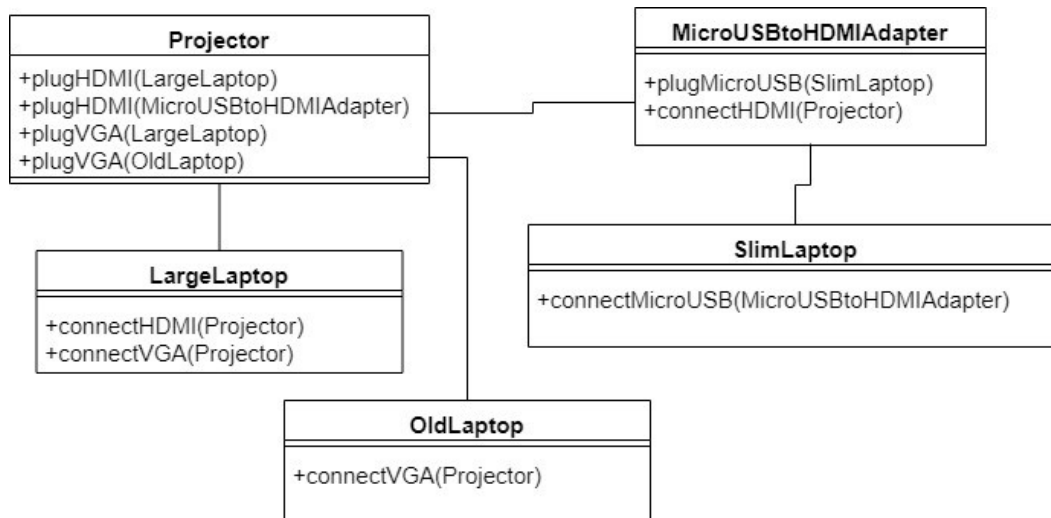 Projector
+plugHDMI(LargeLaptop)
+plugHDMI(MicroUSBtoHDMIAdapter)
+plugVGA(LargeLaptop)
+plugVGA(OldLaptop)
MicroUSBtoHDMIAdapter
+plugMicroUSB(SlimLaptop)
+connectHDMI(Projector)
LargeLaptop
+connectHDMI(Projector)
+connectVGA(Projector)
SlimLaptop
+connectMicroUSB(MicroUSBtoHDMIAdapter)
OldLaptop
+connectVGA(Projector)